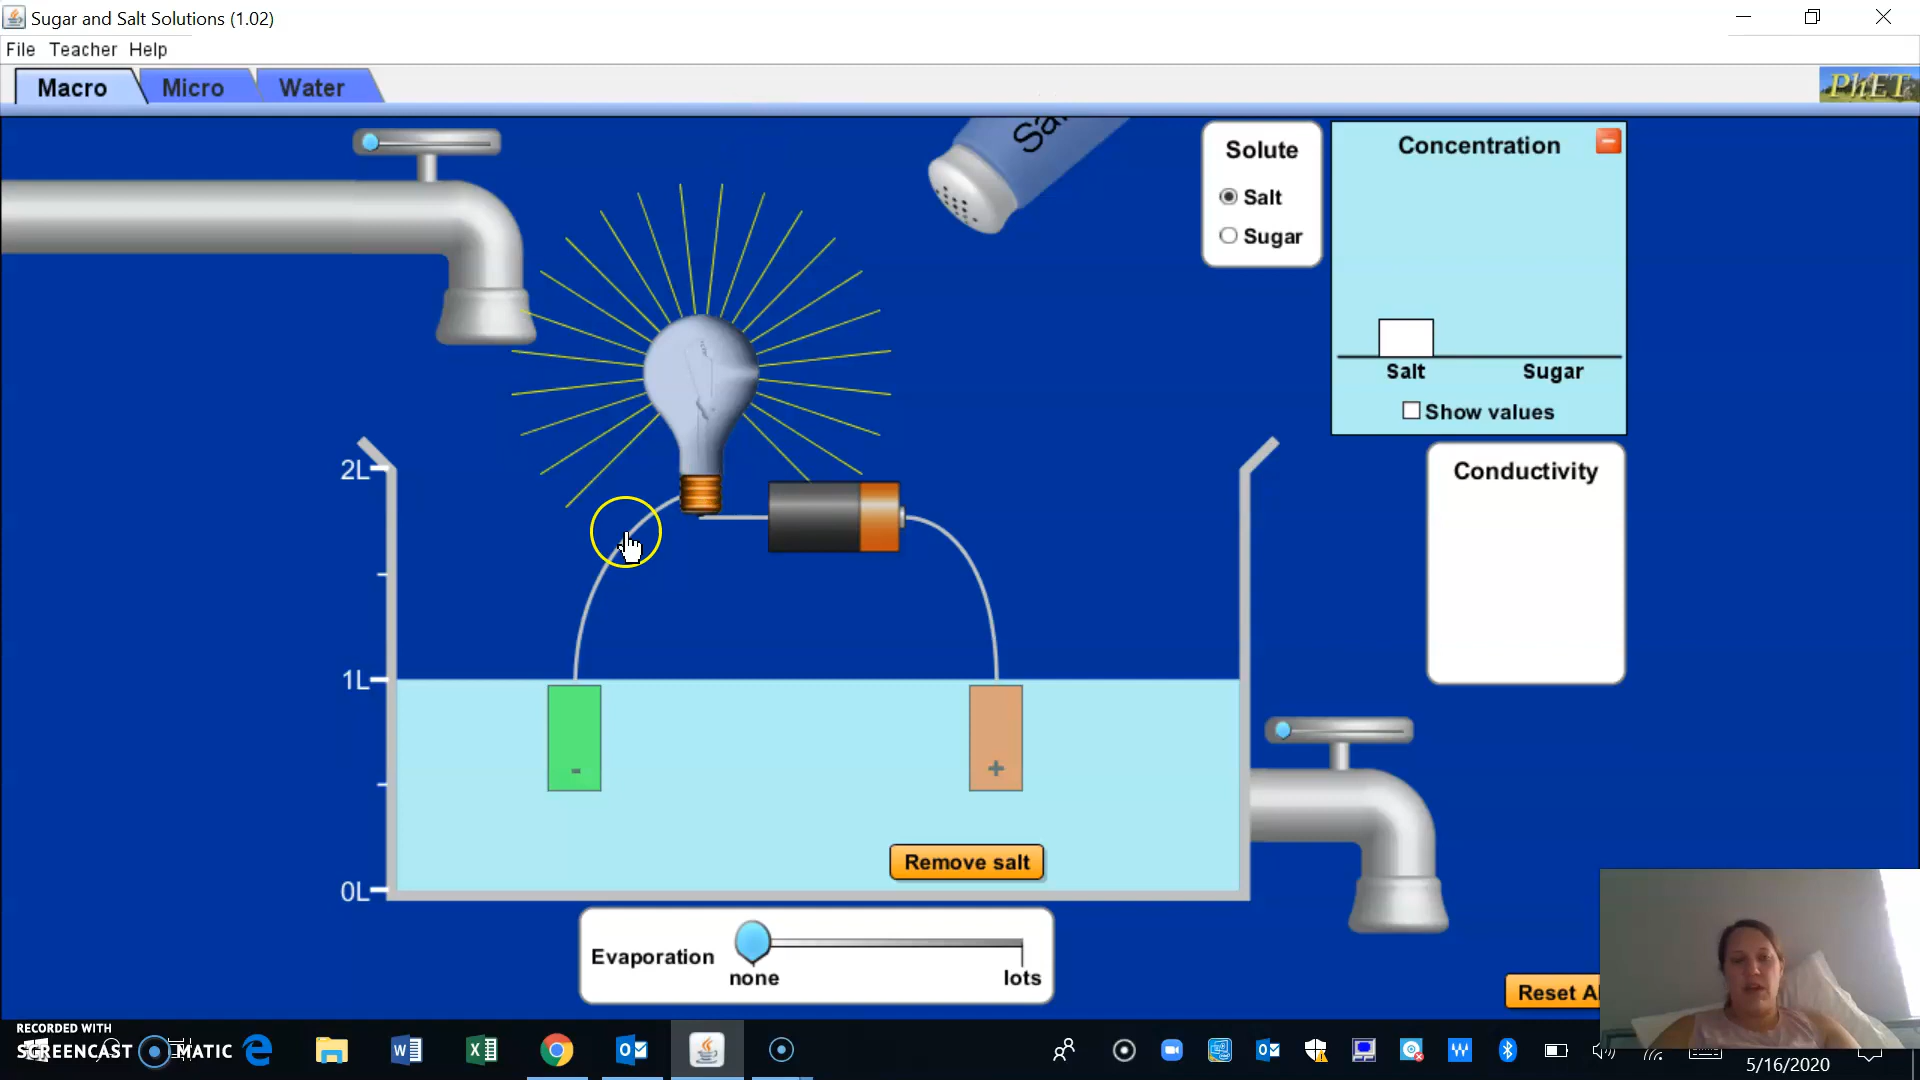 Sugar and Salt Solutions (1.02)
File Teacher Help
Macro Micro Water
PhET
Solute
Salt
Sugar
Concentration
Salt Sugar
Show values
Conductivity
2L
1L
0L
-
+
Remove salt
Evaporation
none lots
RECORDED WITH
SCREENCAST MATIC
5/16/2020